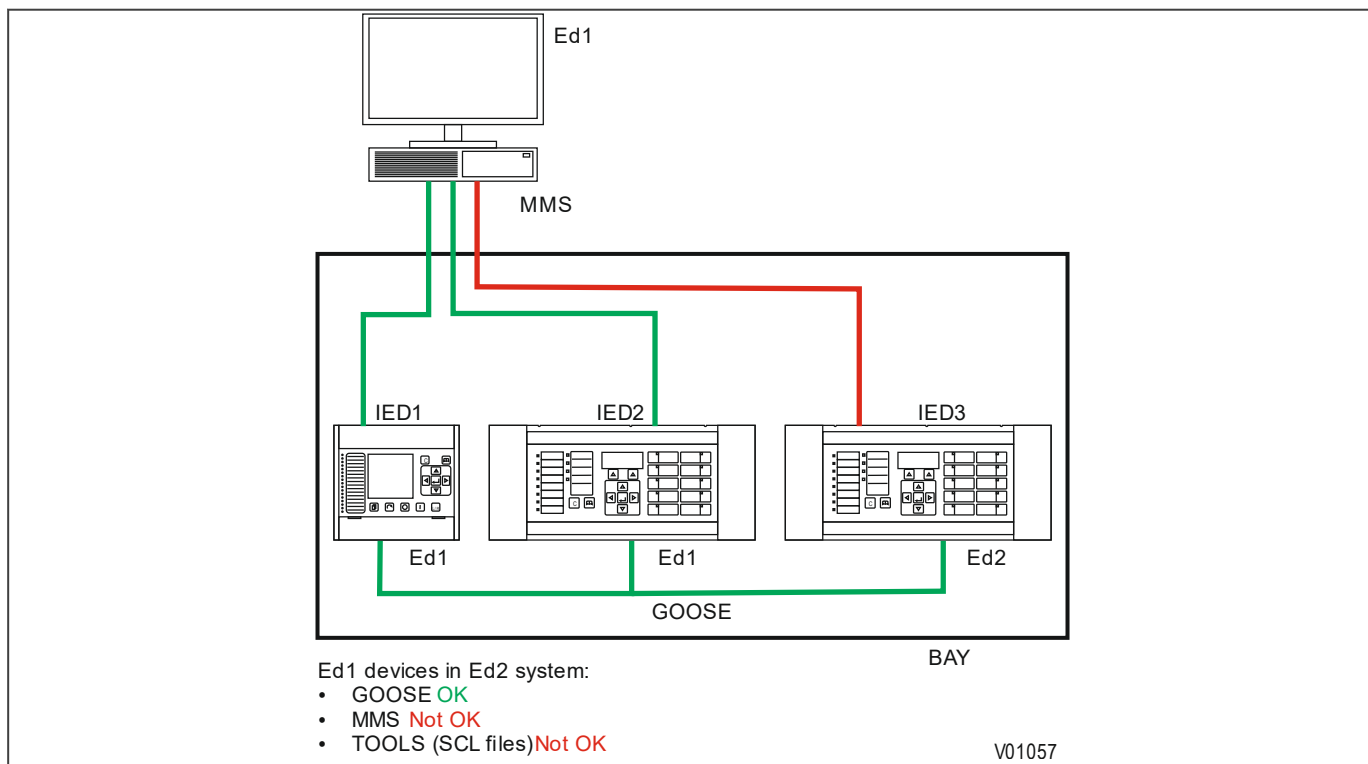 Ed1
MMS
IED1
IED2
IED3
C
C
C
Ed1
Ed1
Ed2
GOOSE
BAY
Ed1 devices in Ed2 system:
• GOOSE OK
• MMS Not OK
• TOOLS (SCL files)Not OK
V01057